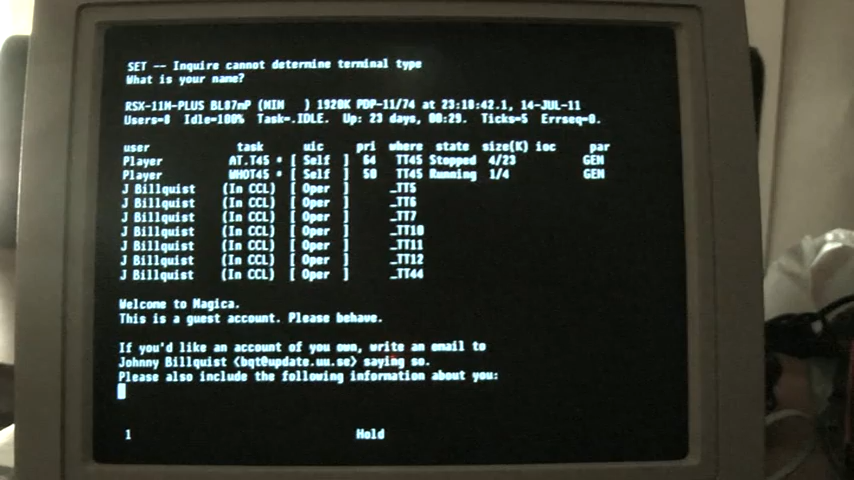 SET -- Inquire cannot determine terminal type
What is your name?
RSX-11M-PLUS BL87mP (MIN ) 1920K PDP-11/74 at 23:18:42.1, 14-JUL-11
Users=8 Idle=100% Task=.IDLE. Up: 23 days, 00:29. Ticks=5 Errseq=0.
user task uic pri where state size(K) ioc par
Player AT.T45 * [ Self ] 64 TT45 Stopped 4/23 GEN
Player WHOT45 * [ Self ] 50 TT45 Running 1/4 GEN
J Billquist (In CCL) [ Oper ] _TT5
J Billquist (In CCL) [ Oper ] _TT6
J Billquist (In CCL) [ Oper ] _TT7
J Billquist (In CCL) [ Oper ] _TT10
J Billquist (In CCL) [ Oper ] _TT11
J Billquist (In CCL) [ Oper ] _TT12
J Billquist (In CCL) [ Oper ] _TT44
Welcome to Magica.
This is a guest account. Please behave.
If you'd like an account of you own, write an email to
Johnny Billquist <bqt@update.uu.se> saying so.
Please also include the following information about you:
1 Hold